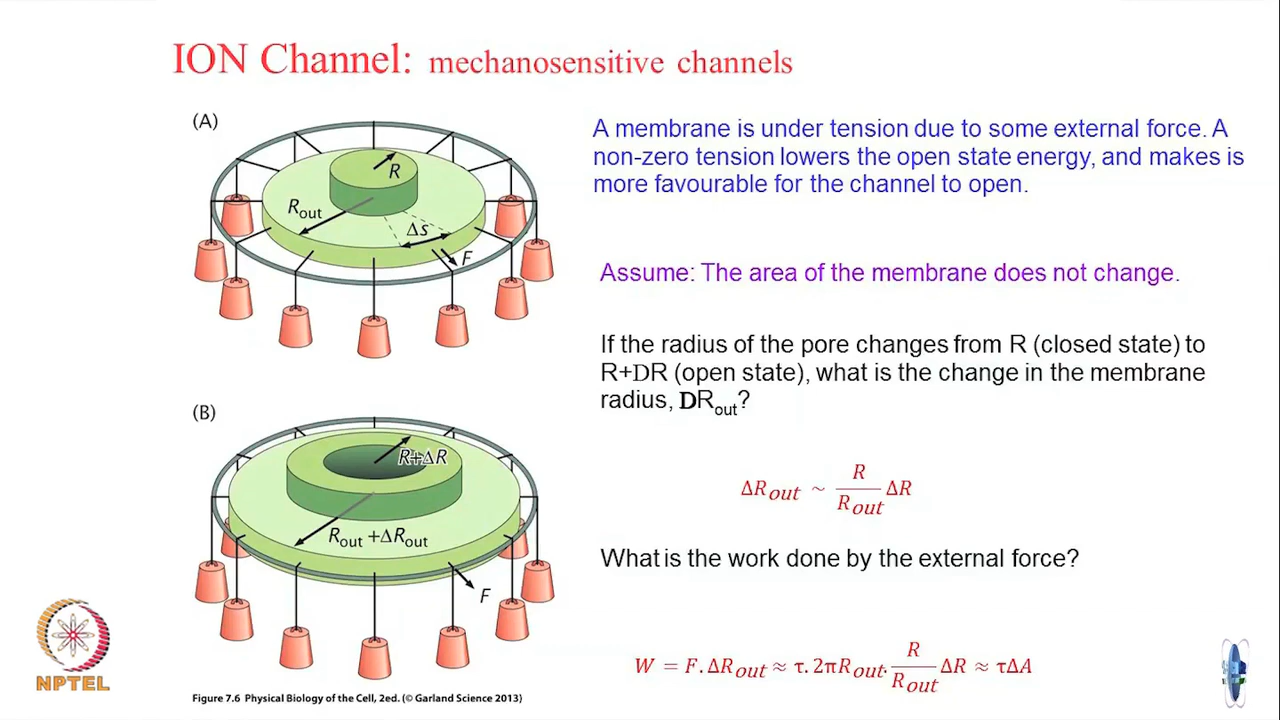 ION Channel: mechanosensitive channels
(A)
R
R_out
Δs
F
(B)
R+ΔR
R_out +ΔR_out
F
Figure 7.6 Physical Biology of the Cell, 2ed. (© Garland Science 2013)
NPTEL
A membrane is under tension due to some external force. A
non-zero tension lowers the open state energy, and makes is
more favourable for the channel to open.
Assume: The area of the membrane does not change.
If the radius of the pore changes from R (closed state) to
R+DR (open state), what is the change in the membrane
radius, DR_out?
ΔR_out ~ R/R_out ΔR
What is the work done by the external force?
W = F. ΔR_out ≈ τ. 2πR_out. R/R_out ΔR ≈ τΔA